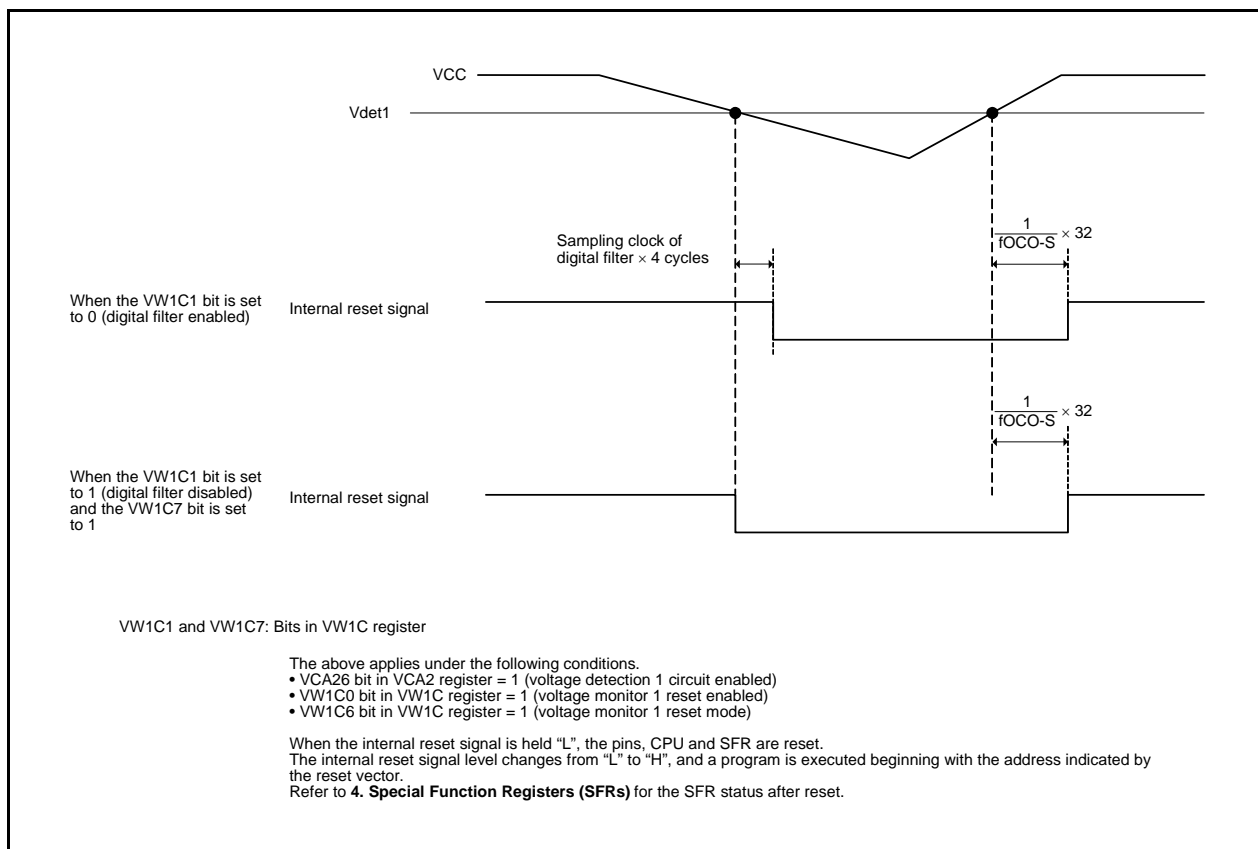 VCC
Vdet1
Sampling clock of
digital filter × 4 cycles
1
fOCO-S × 32
When the VW1C1 bit is set
to 0 (digital filter enabled)
Internal reset signal
1
fOCO-S × 32
When the VW1C1 bit is set
to 1 (digital filter disabled)
and the VW1C7 bit is set
to 1
Internal reset signal
VW1C1 and VW1C7: Bits in VW1C register
The above applies under the following conditions.
• VCA26 bit in VCA2 register = 1 (voltage detection 1 circuit enabled)
• VW1C0 bit in VW1C register = 1 (voltage monitor 1 reset enabled)
• VW1C6 bit in VW1C register = 1 (voltage monitor 1 reset mode)
When the internal reset signal is held “L”, the pins, CPU and SFR are reset.
The internal reset signal level changes from “L” to “H”, and a program is executed beginning with the address indicated by
the reset vector.
Refer to 4. Special Function Registers (SFRs) for the SFR status after reset.